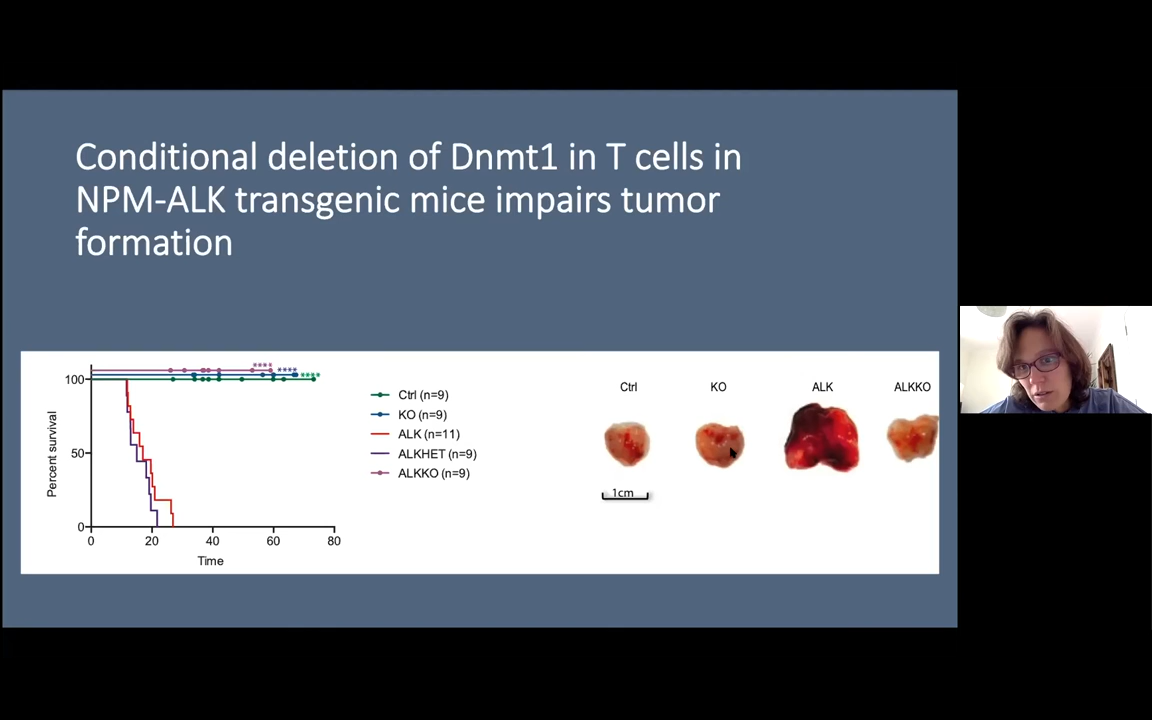 Conditional deletion of Dnmt1 in T cells in
NPM-ALK transgenic mice impairs tumor
formation
****
****
****
100
50
0
Percent survival
0 20 40 60 80
Time
Ctrl (n=9)
KO (n=9)
ALK (n=11)
ALKHET (n=9)
ALKKO (n=9)
Ctrl KO ALK ALKKO
1cm